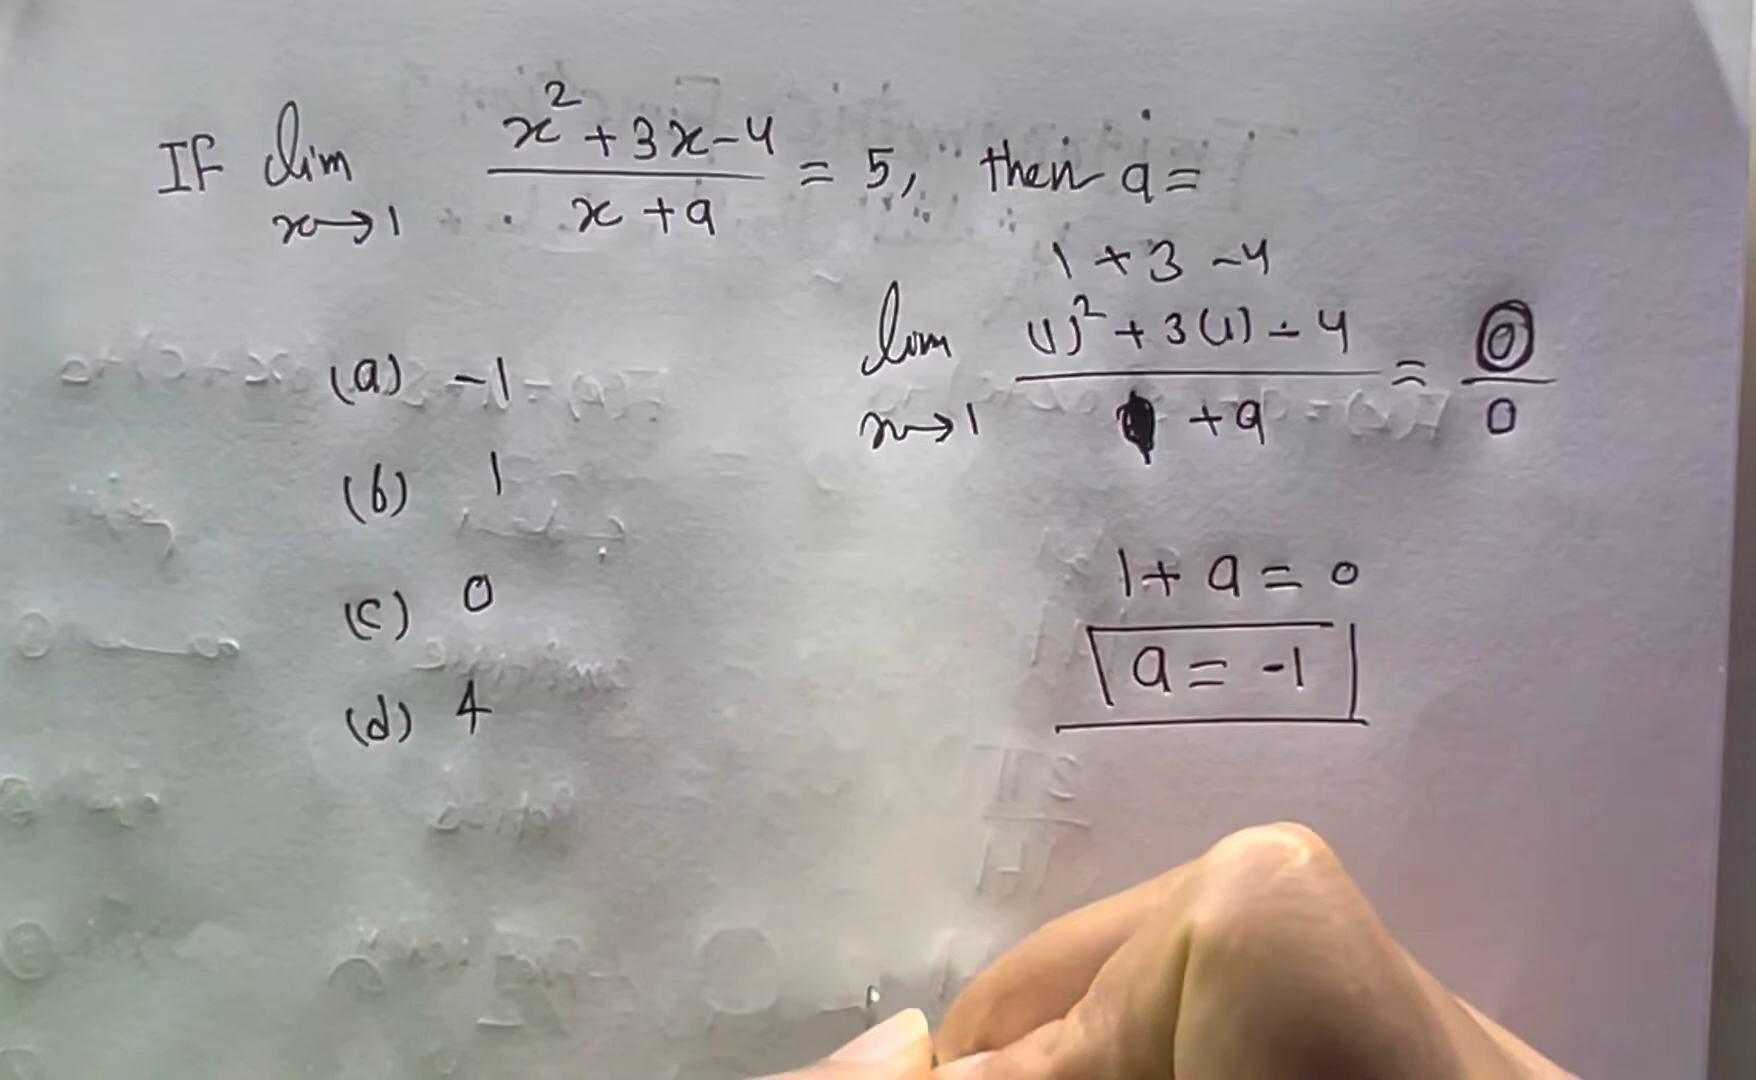 If lim x→1 (x² + 3x - 4)/(x + a) = 5, then a =
(a) -1
(b) 1
(c) 0
(d) 4
1 + 3 - 4
lim x→1 ((1)² + 3(1) - 4)/(1 + a) = 0/0
1 + a = 0
a = -1